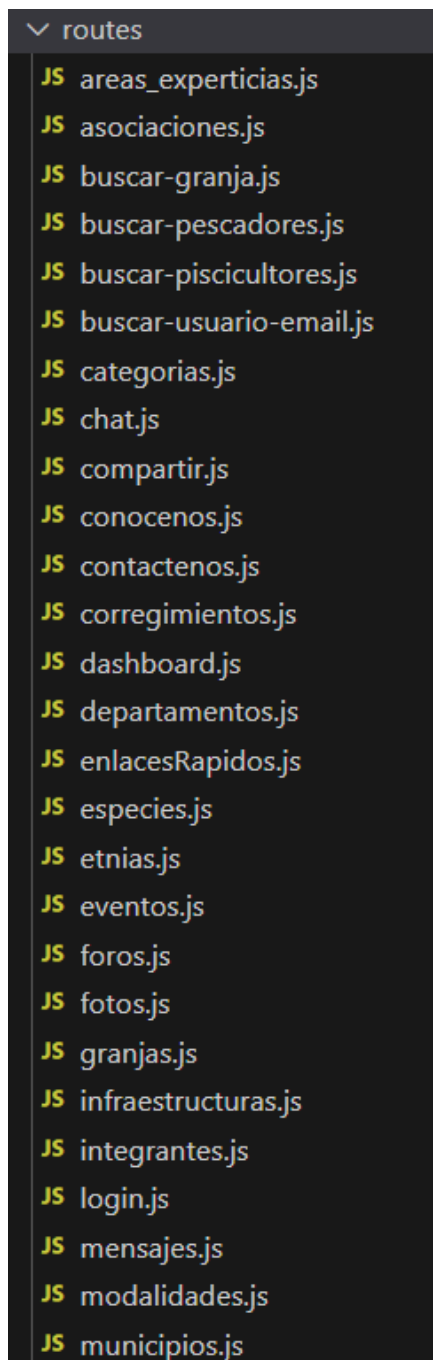 routes
JS areas_experticias.js
JS asociaciones.js
JS buscar-granja.js
JS buscar-pescadores.js
JS buscar-piscicultores.js
JS buscar-usuario-email.js
JS categorias.js
JS chat.js
JS compartir.js
JS conocenos.js
JS contactenos.js
JS corregimientos.js
JS dashboard.js
JS departamentos.js
JS enlacesRapidos.js
JS especies.js
JS etnias.js
JS eventos.js
JS foros.js
JS fotos.js
JS granjas.js
JS infraestructuras.js
JS integrantes.js
JS login.js
JS mensajes.js
JS modalidades.js
JS municipios.js